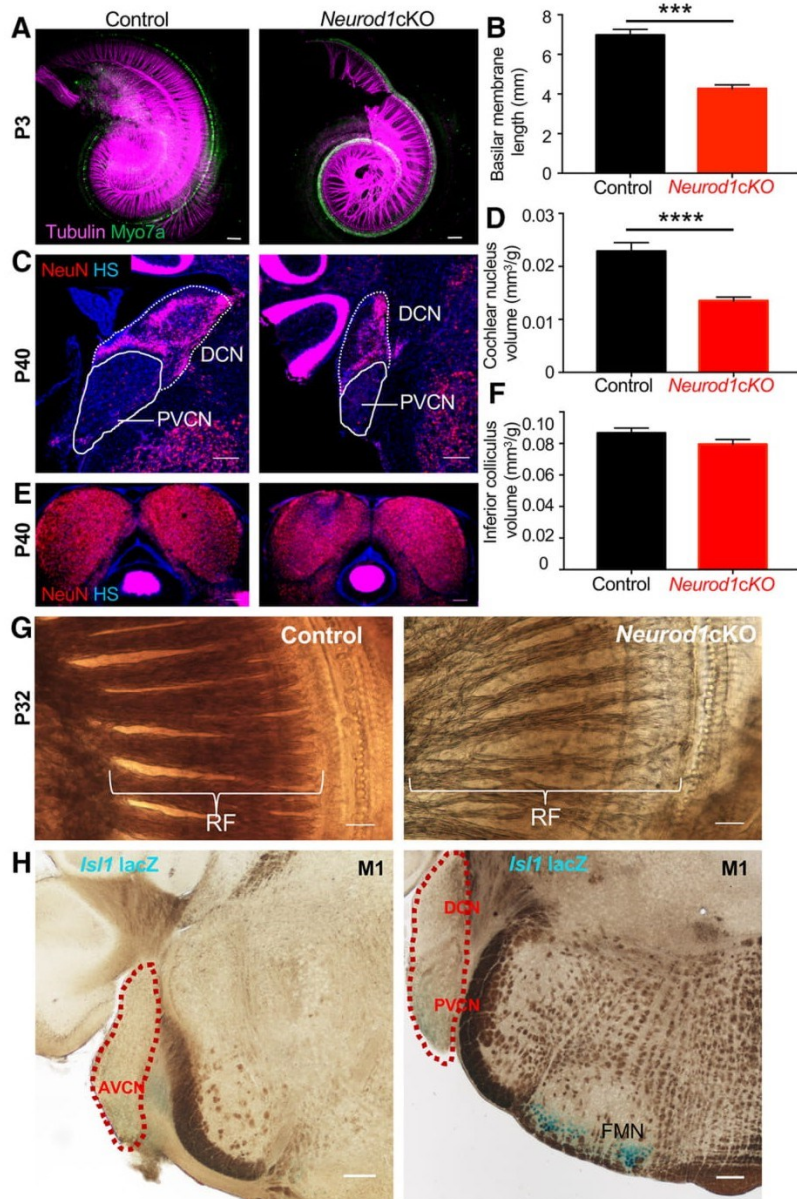 A
Control
Neurod1cKO
P3
Tubulin Myo7a
B
***
Basilar membrane
length (mm)
8
6
4
2
0
Control
Neurod1cKO
C
NeuN HS
P40
DCN
PVCN
DCN
PVCN
D
****
Cochlear nucleus
volume (mm³/g)
0.03
0.02
0.01
0.00
Control
Neurod1cKO
E
P40
NeuN HS
F
Inferior colliculus
volume (mm³/g)
0.10
0.08
0.06
0.04
0.02
0
Control
Neurod1cKO
G
P32
Control
RF
Neurod1cKO
RF
H
Isl1 lacZ
M1
AVCN
Isl1 lacZ
M1
DCN
PVCN
FMN